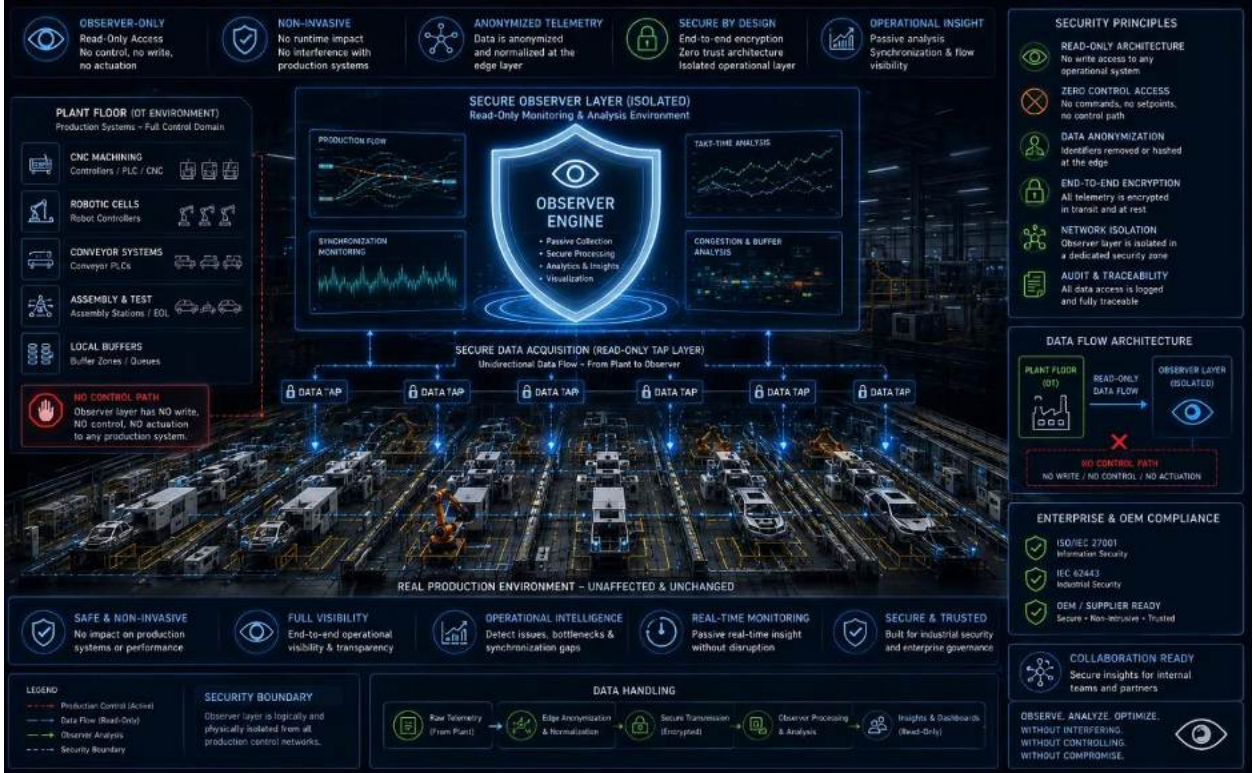 OBSERVER-ONLY
Read-Only Access
No control, no write,
no actuation
NON-INVASIVE
No runtime impact
No interference with
production systems
ANONYMIZED TELEMETRY
Data is anonymized
and normalized at the
edge layer
SECURE BY DESIGN
End-to-end encryption
Zero trust architecture
Isolated operational layer
OPERATIONAL INSIGHT
Passive analysis
Synchronization & flow
visibility
PLANT FLOOR (OT ENVIRONMENT)
Production Systems – Full Control Domain
CNC MACHINING
Controllers / PLC / CNC
ROBOTIC CELLS
Robot Controllers
CONVEYOR SYSTEMS
Conveyor PLCs
ASSEMBLY & TEST
Assembly Stations / EOL
LOCAL BUFFERS
Buffer Zones / Queues
NO CONTROL PATH
Observer layer has NO write,
NO control, NO actuation
to any production system.
SECURE OBSERVER LAYER (ISOLATED)
Read-Only Monitoring & Analysis Environment
PRODUCTION FLOW
SYNCHRONIZATION
MONITORING
OBSERVER
ENGINE
• Passive Collection
• Secure Processing
• Analytics & Insights
• Visualization
TAKT-TIME ANALYSIS
CONGESTION & BUFFER
ANALYSIS
SECURE DATA ACQUISITION (READ-ONLY TAP LAYER)
Unidirectional Data Flow – From Plant to Observer
DATA TAP
DATA TAP
DATA TAP
DATA TAP
DATA TAP
DATA TAP
REAL PRODUCTION ENVIRONMENT – UNAFFECTED & UNCHANGED
SECURITY PRINCIPLES
READ-ONLY ARCHITECTURE
No write access to any
operational system
ZERO CONTROL ACCESS
No commands, no setpoints,
no control path
DATA ANONYMIZATION
Identifiers removed or hashed
at the edge
END-TO-END ENCRYPTION
All telemetry is encrypted
in transit and at rest
NETWORK ISOLATION
Observer layer is isolated in
a dedicated security zone
AUDIT & TRACEABILITY
All data access is logged
and fully traceable
DATA FLOW ARCHITECTURE
PLANT FLOOR
(OT)
READ-ONLY
DATA FLOW
OBSERVER LAYER
(ISOLATED)
NO CONTROL PATH
NO WRITE / NO CONTROL / NO ACTUATION
ENTERPRISE & OEM COMPLIANCE
ISO/IEC 27001
Information Security
IEC 62443
Industrial Security
OEM / SUPPLIER READY
Secure • Non-Intrusive • Trusted
COLLABORATION READY
Secure insights for internal
teams and partners
OBSERVE. ANALYZE. OPTIMIZE.
WITHOUT INTERFERING.
WITHOUT CONTROLLING.
WITHOUT COMPROMISE.
SAFE & NON-INVASIVE
No impact on production
systems or performance
FULL VISIBILITY
End-to-end operational
visibility & transparency
OPERATIONAL INTELLIGENCE
Detect issues, bottlenecks &
synchronization gaps
REAL-TIME MONITORING
Passive real-time insight
without disruption
SECURE & TRUSTED
Built for industrial security
and enterprise governance
LEGEND
Production Control (Active)
Data Flow (Read-Only)
Observer Analysis
Security Boundary
SECURITY BOUNDARY
Observer layer is logically and
physically isolated from all
production control networks.
DATA HANDLING
Raw Telemetry
(From Plant)
Edge Anonymization
& Normalization
Secure Transmission
(Encrypted)
Observer Processing
& Analysis
Insights & Dashboards
(Read-Only)